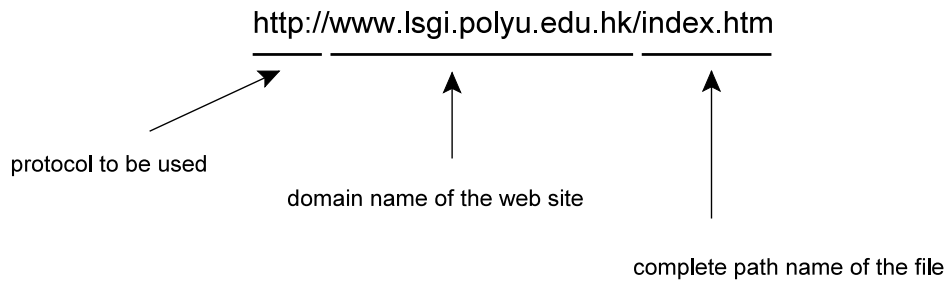 http://www.lsgi.polyu.edu.hk/index.htm
protocol to be used
domain name of the web site
complete path name of the file